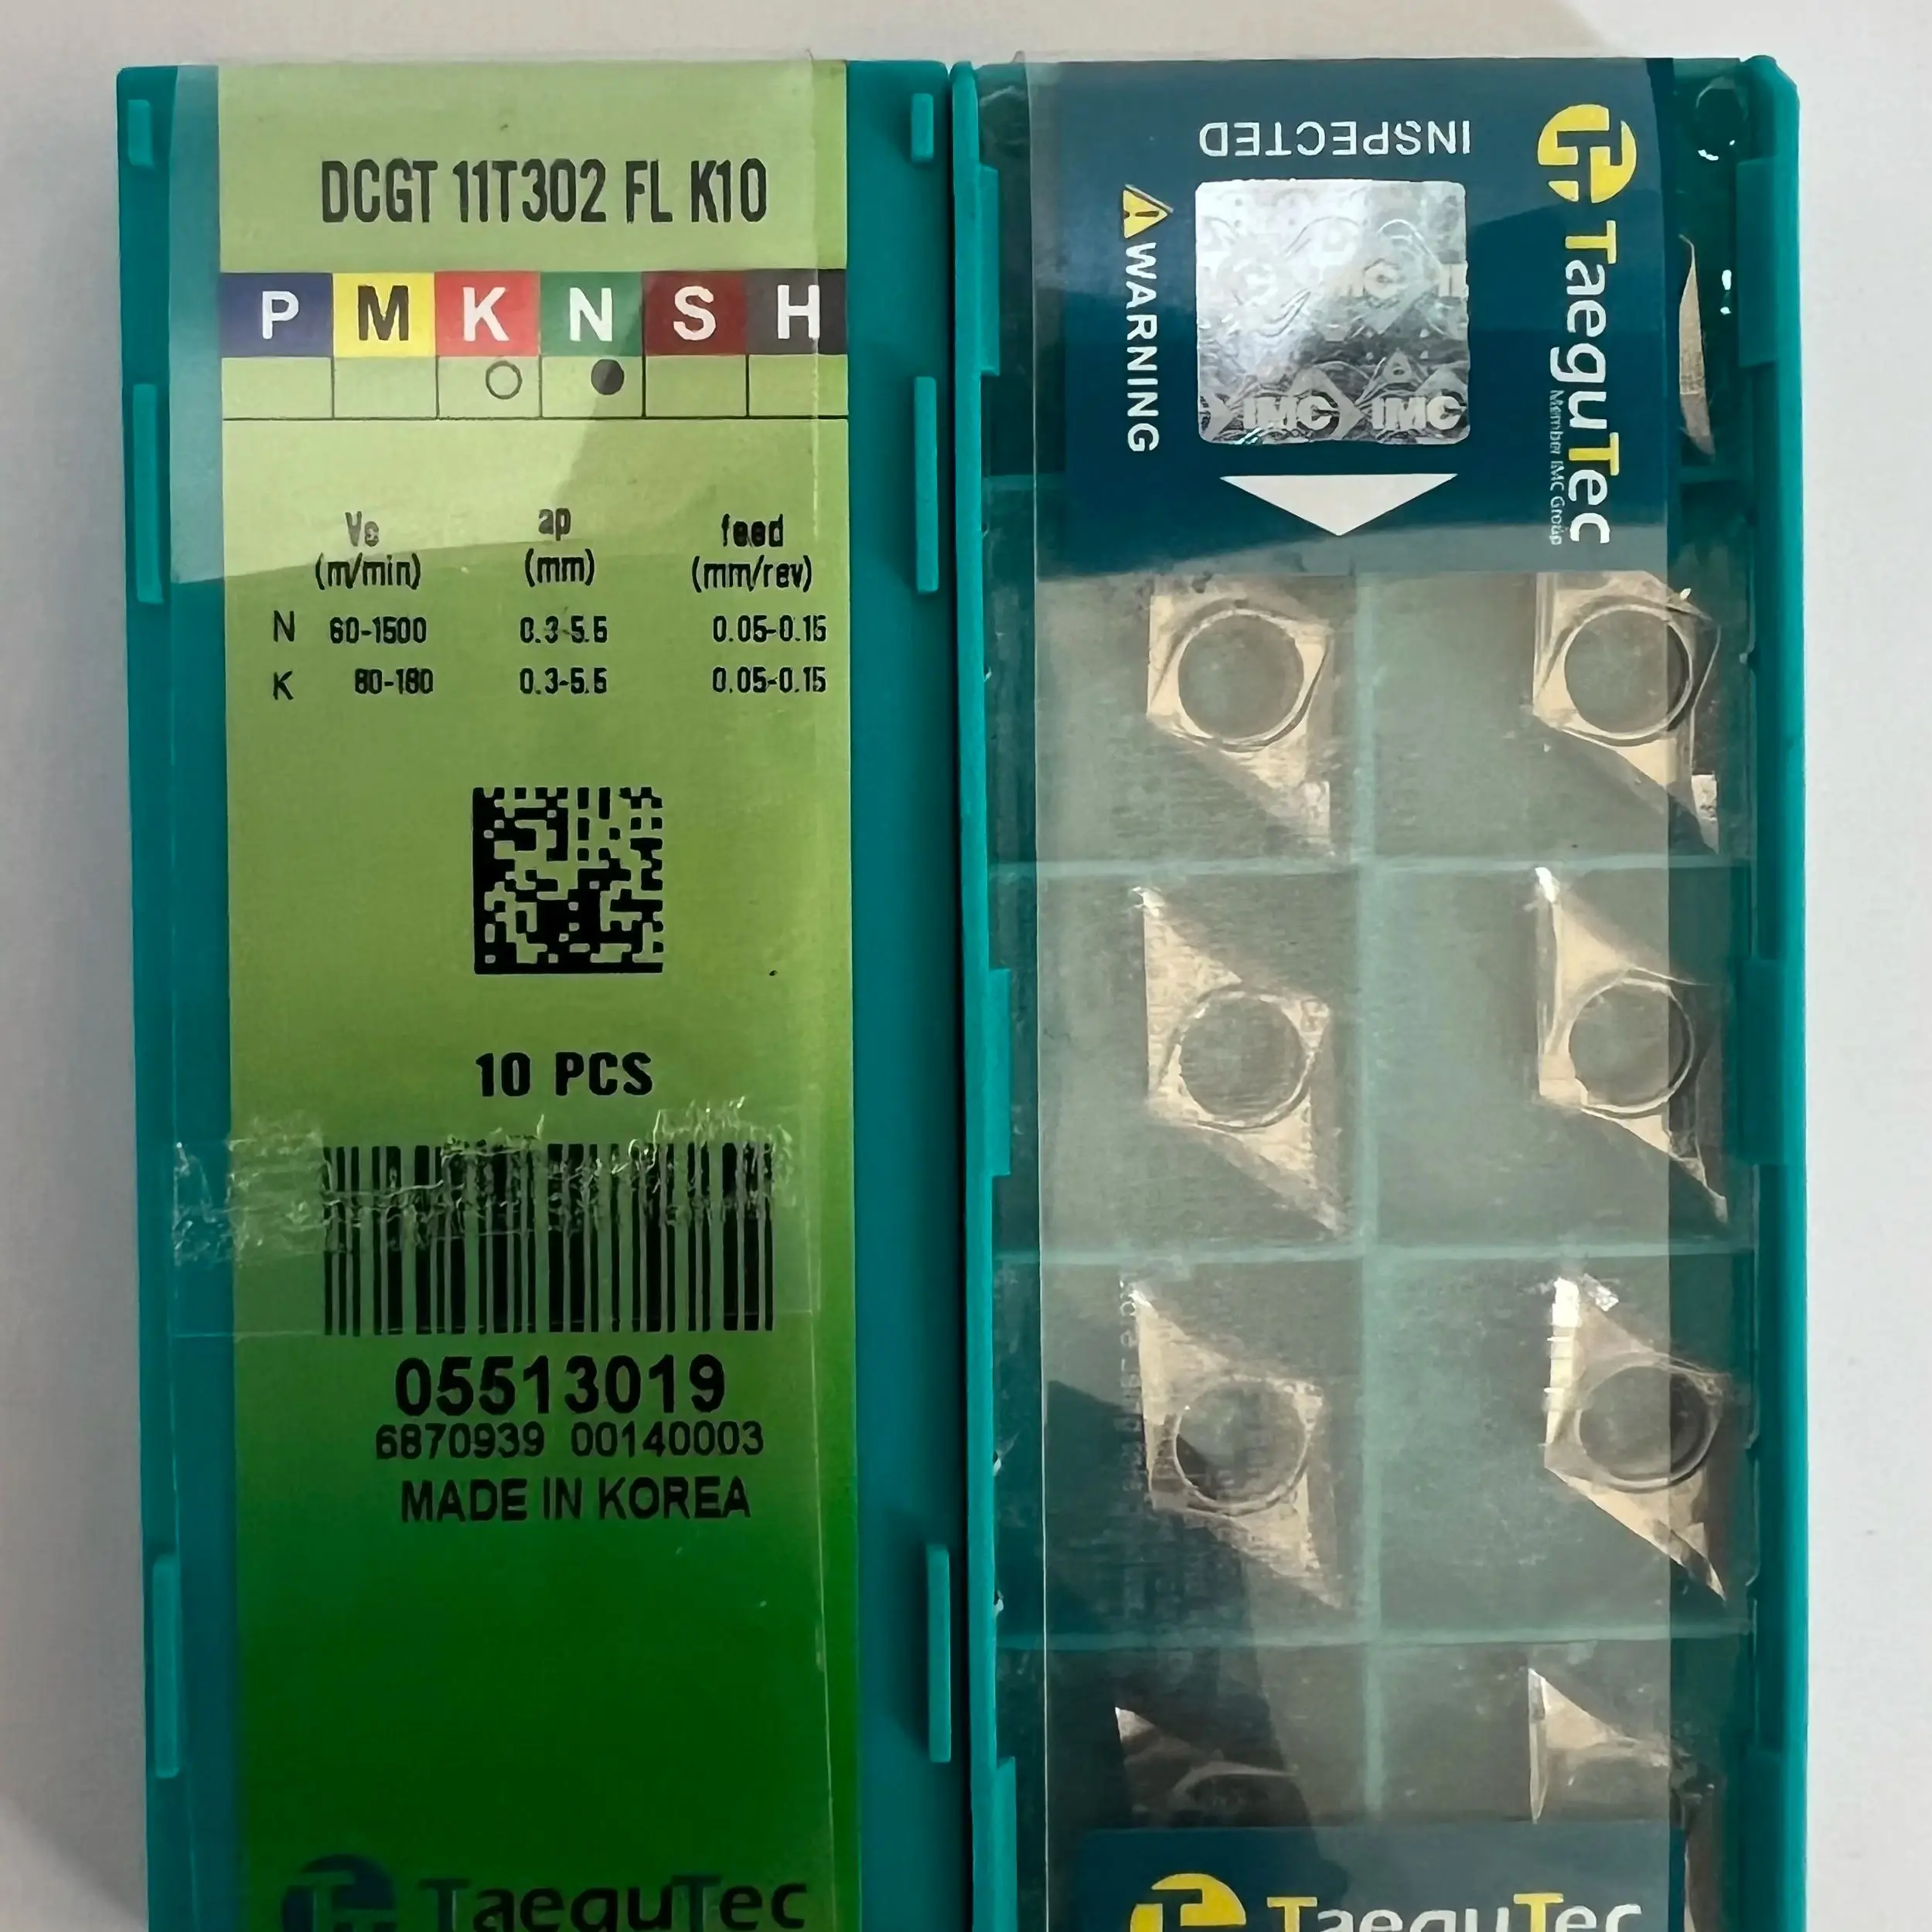 DCGT 11T302 FL K10
P M K N S H
Vc ap feed
(m/min) (mm) (mm/rev)
N 60-1500 0.3-5.5 0.05-0.15
K 80-180 0.3-5.5 0.05-0.15
10 PCS
05513019
6870939 00140003
MADE IN KOREA
TaeguTec
INSPECTED
WARNING
IMC IMC
TaeguTec
Member IMC Group
TaeguTec